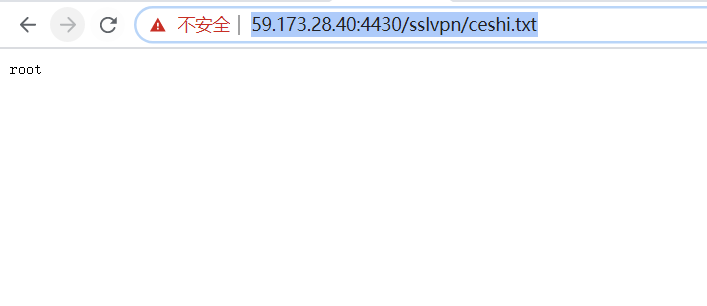 不安全 59.173.28.40:4430/sslvpn/ceshi.txt
root